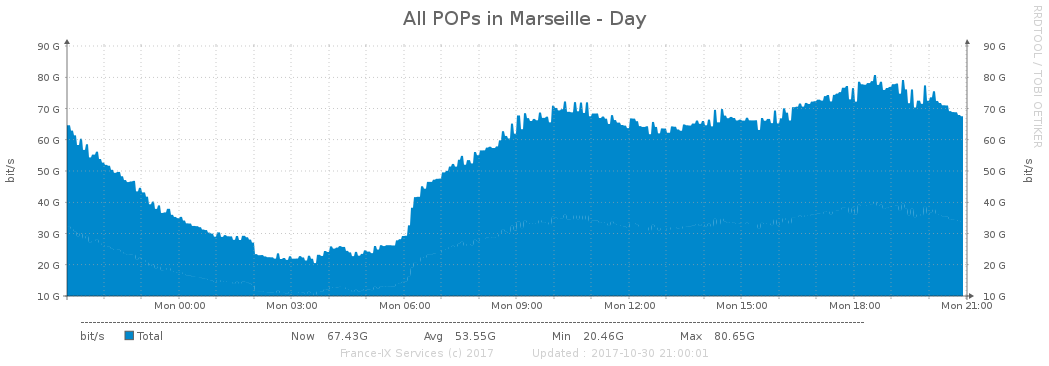 All POPs in Marseille - Day
RRDTOOL / TOBI OETIKER
bit/s
90 G
80 G
70 G
60 G
50 G
40 G
30 G
20 G
10 G
90 G
80 G
70 G
60 G
50 G
40 G
30 G
20 G
10 G
bit/s
Mon 00:00 Mon 03:00 Mon 06:00 Mon 09:00 Mon 12:00 Mon 15:00 Mon 18:00 Mon 21:00
bit/s Total Now 67.43G Avg 53.55G Min 20.46G Max 80.65G
France-IX Services (c) 2017 Updated : 2017-10-30 21:00:01